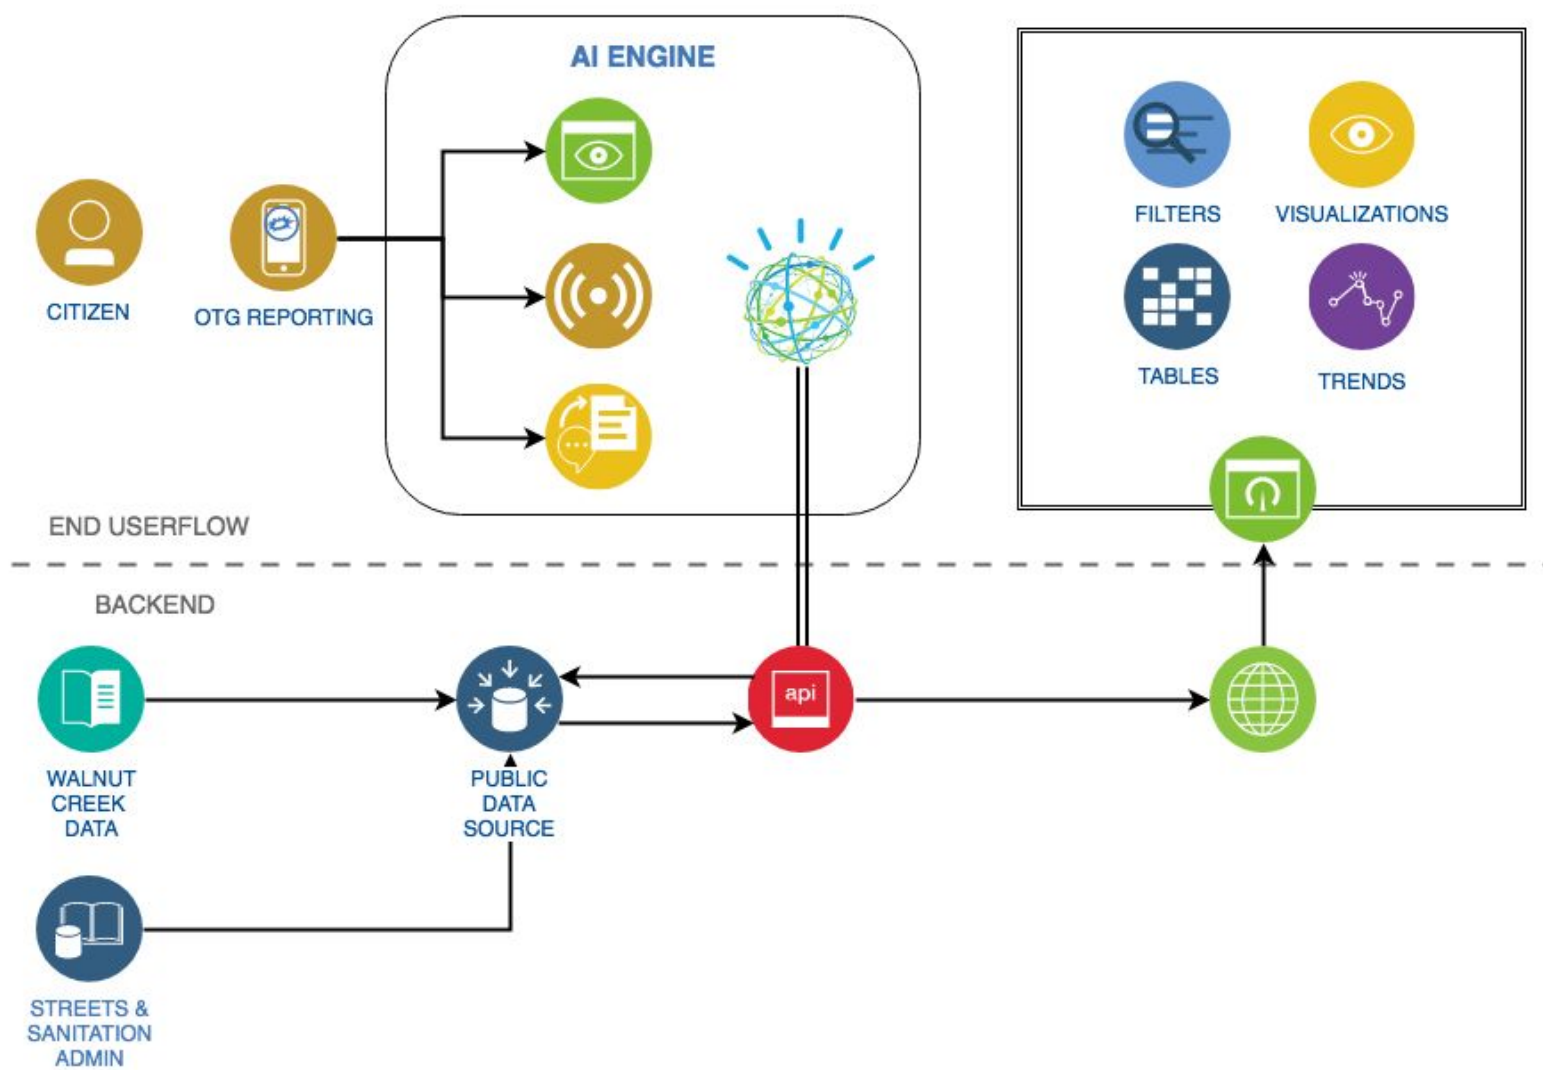 AI ENGINE
CITIZEN
OTG REPORTING
FILTERS
VISUALIZATIONS
TABLES
TRENDS
END USERFLOW
BACKEND
WALNUT
CREEK
DATA
PUBLIC
DATA
SOURCE
api
STREETS &
SANITATION
ADMIN